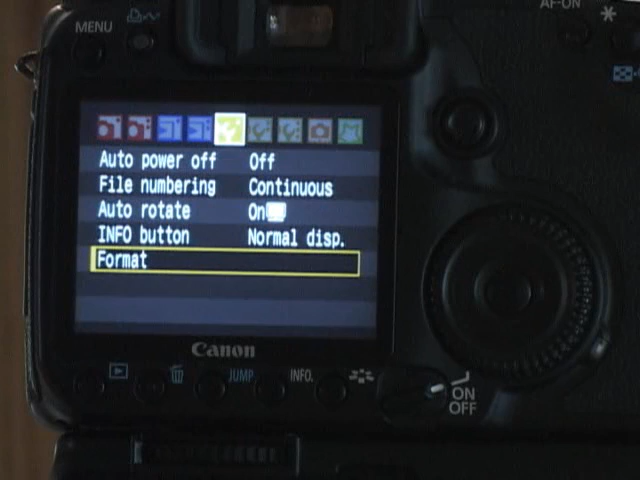 AF-ON
MENU
Auto power off Off
File numbering Continuous
Auto rotate On
INFO button Normal disp.
Format
Canon
JUMP INFO.
ON
OFF